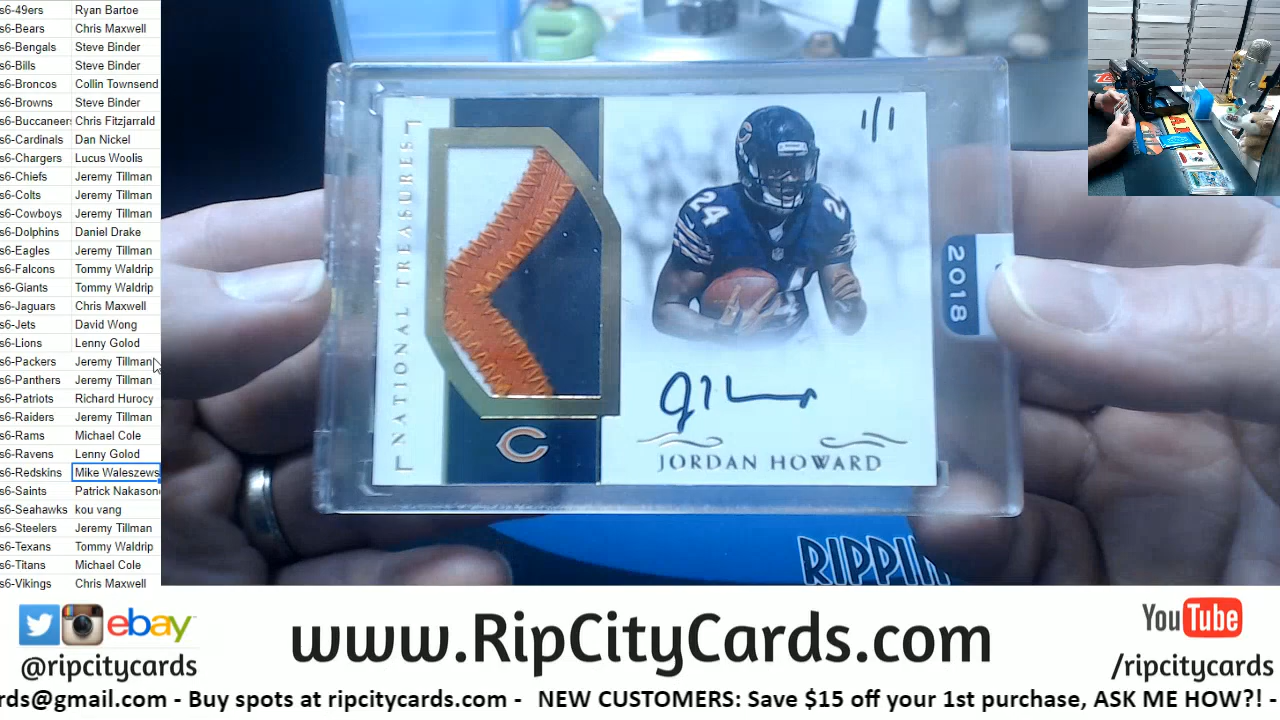 s6-49ers Ryan Bartoe
s6-Bears Chris Maxwell
s6-Bengals Steve Binder
s6-Bills Steve Binder
s6-Broncos Collin Townsend
s6-Browns Steve Binder
s6-Buccaneers Chris Fitzjarrald
s6-Cardinals Dan Nickel
s6-Chargers Lucus Woolis
s6-Chiefs Jeremy Tillman
s6-Colts Jeremy Tillman
s6-Cowboys Jeremy Tillman
s6-Dolphins Daniel Drake
s6-Eagles Jeremy Tillman
s6-Falcons Tommy Waldrip
s6-Giants Tommy Waldrip
s6-Jaguars Chris Maxwell
s6-Jets David Wong
s6-Lions Lenny Golod
s6-Packers Jeremy Tillman
s6-Panthers Jeremy Tillman
s6-Patriots Richard Hurocy
s6-Raiders Jeremy Tillman
s6-Rams Michael Cole
s6-Ravens Lenny Golod
s6-Redskins Mike Waleszews
s6-Saints Patrick Nakason
s6-Seahawks kou vang
s6-Steelers Jeremy Tillman
s6-Texans Tommy Waldrip
s6-Titans Michael Cole
s6-Vikings Chris Maxwell
NATIONAL TREASURES
1/1
24
2018
JORDAN HOWARD
RIPPIN
ebay
@ripcitycards
www.RipCityCards.com
YouTube
/ripcitycards
rds@gmail.com - Buy spots at ripcitycards.com - NEW CUSTOMERS: Save $15 off your 1st purchase, ASK ME HOW?! -